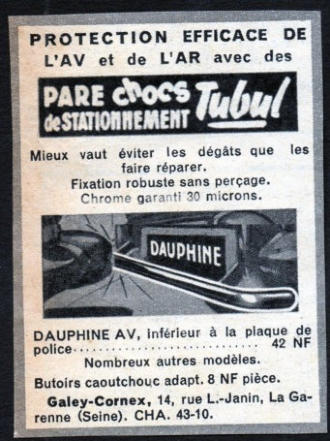 PROTECTION EFFICACE DE
L'AV et de L'AR avec des
PARE chocs
de STATIONNEMENT Tubul
Mieux vaut éviter les dégâts que les
faire réparer.
Fixation robuste sans perçage.
Chrome garanti 30 microns.
DAUPHINE
DAUPHINE AV, inférieur à la plaque de
police........................... 42 NF
Nombreux autres modèles.
Butoirs caoutchouc adapt. 8 NF pièce.
Galey-Cornex, 14, rue L.-Janin, La Ga-
renne (Seine). CHA. 43-10.